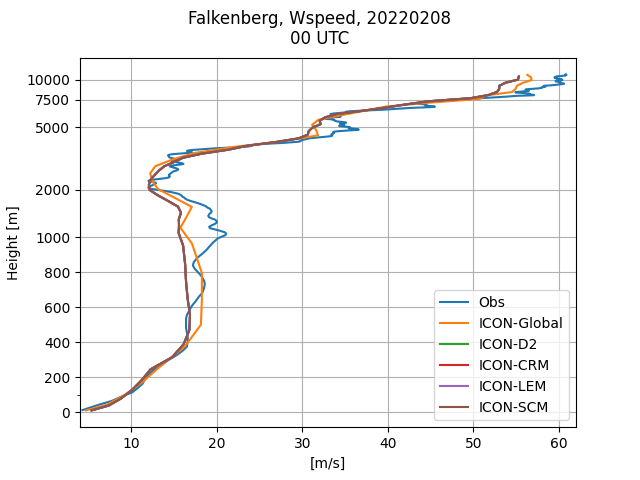 Falkenberg, Wspeed, 20220208
00 UTC
Height [m]
10000
7500
5000
2000
1000
800
600
400
200
0
10
20
30
40
50
60
[m/s]
Obs
ICON-Global
ICON-D2
ICON-CRM
ICON-LEM
ICON-SCM